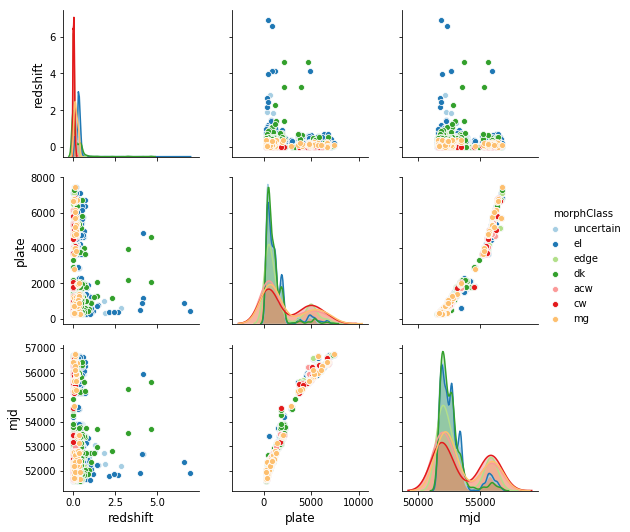 redshift
6
4
2
0
plate
8000
6000
4000
2000
0
mjd
57000
56000
55000
54000
53000
52000
0.0 2.5 5.0
redshift
0 5000 10000
plate
50000 55000
mjd
morphClass
uncertain
el
edge
dk
acw
cw
mg